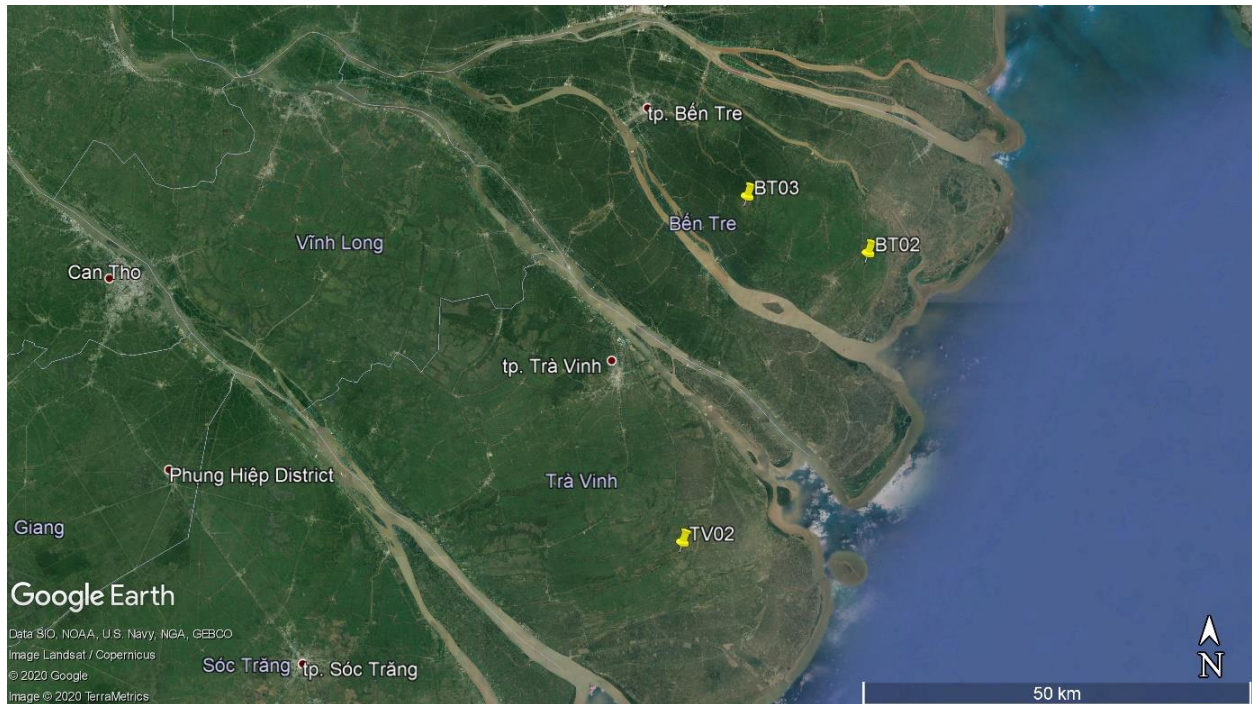 tp. Bến Tre
BT03
Bến Tre
BT02
Vĩnh Long
Can Tho
tp. Trà Vinh
Phụng Hiệp District
Trà Vinh
Giang
TV02
Google Earth
Data SIO, NOAA, U.S. Navy, NGA, GEBCO
Image Landsat / Copernicus
© 2020 Google
Image © 2020 TerraMetrics
Sóc Trăng
tp. Sóc Trăng
N
50 km